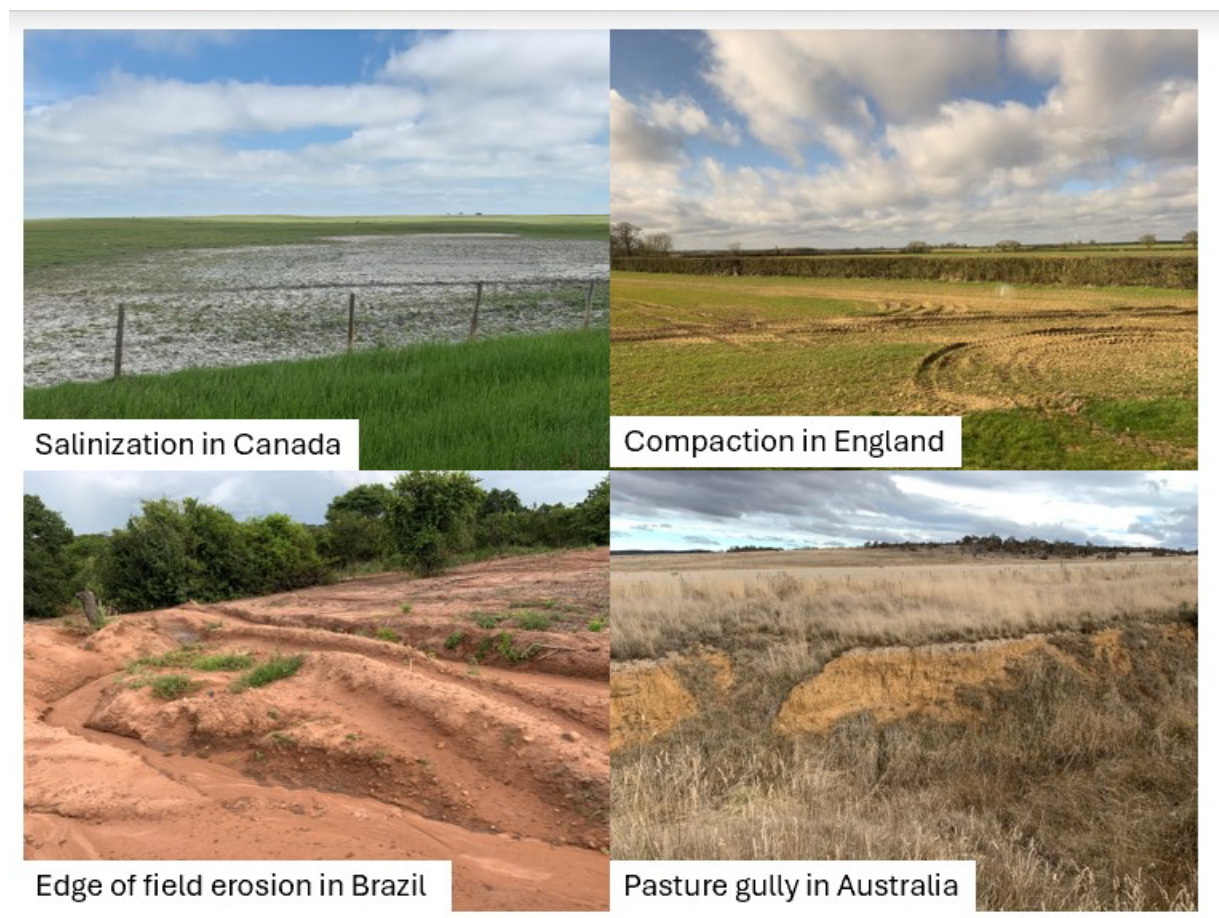 Salinization in Canada
Compaction in England
Edge of field erosion in Brazil
Pasture gully in Australia